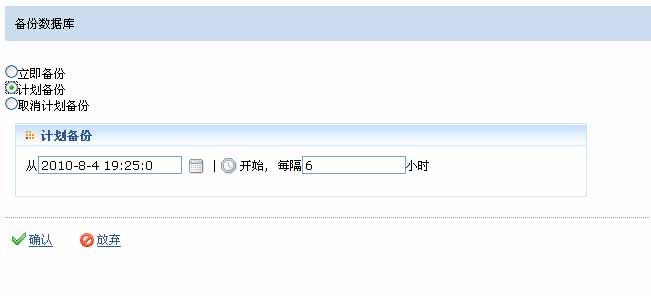 备份数据库
立即备份
计划备份
取消计划备份
计划备份
从 2010-8-4 19:25:0 | 开始，每隔 6 小时
确认 放弃